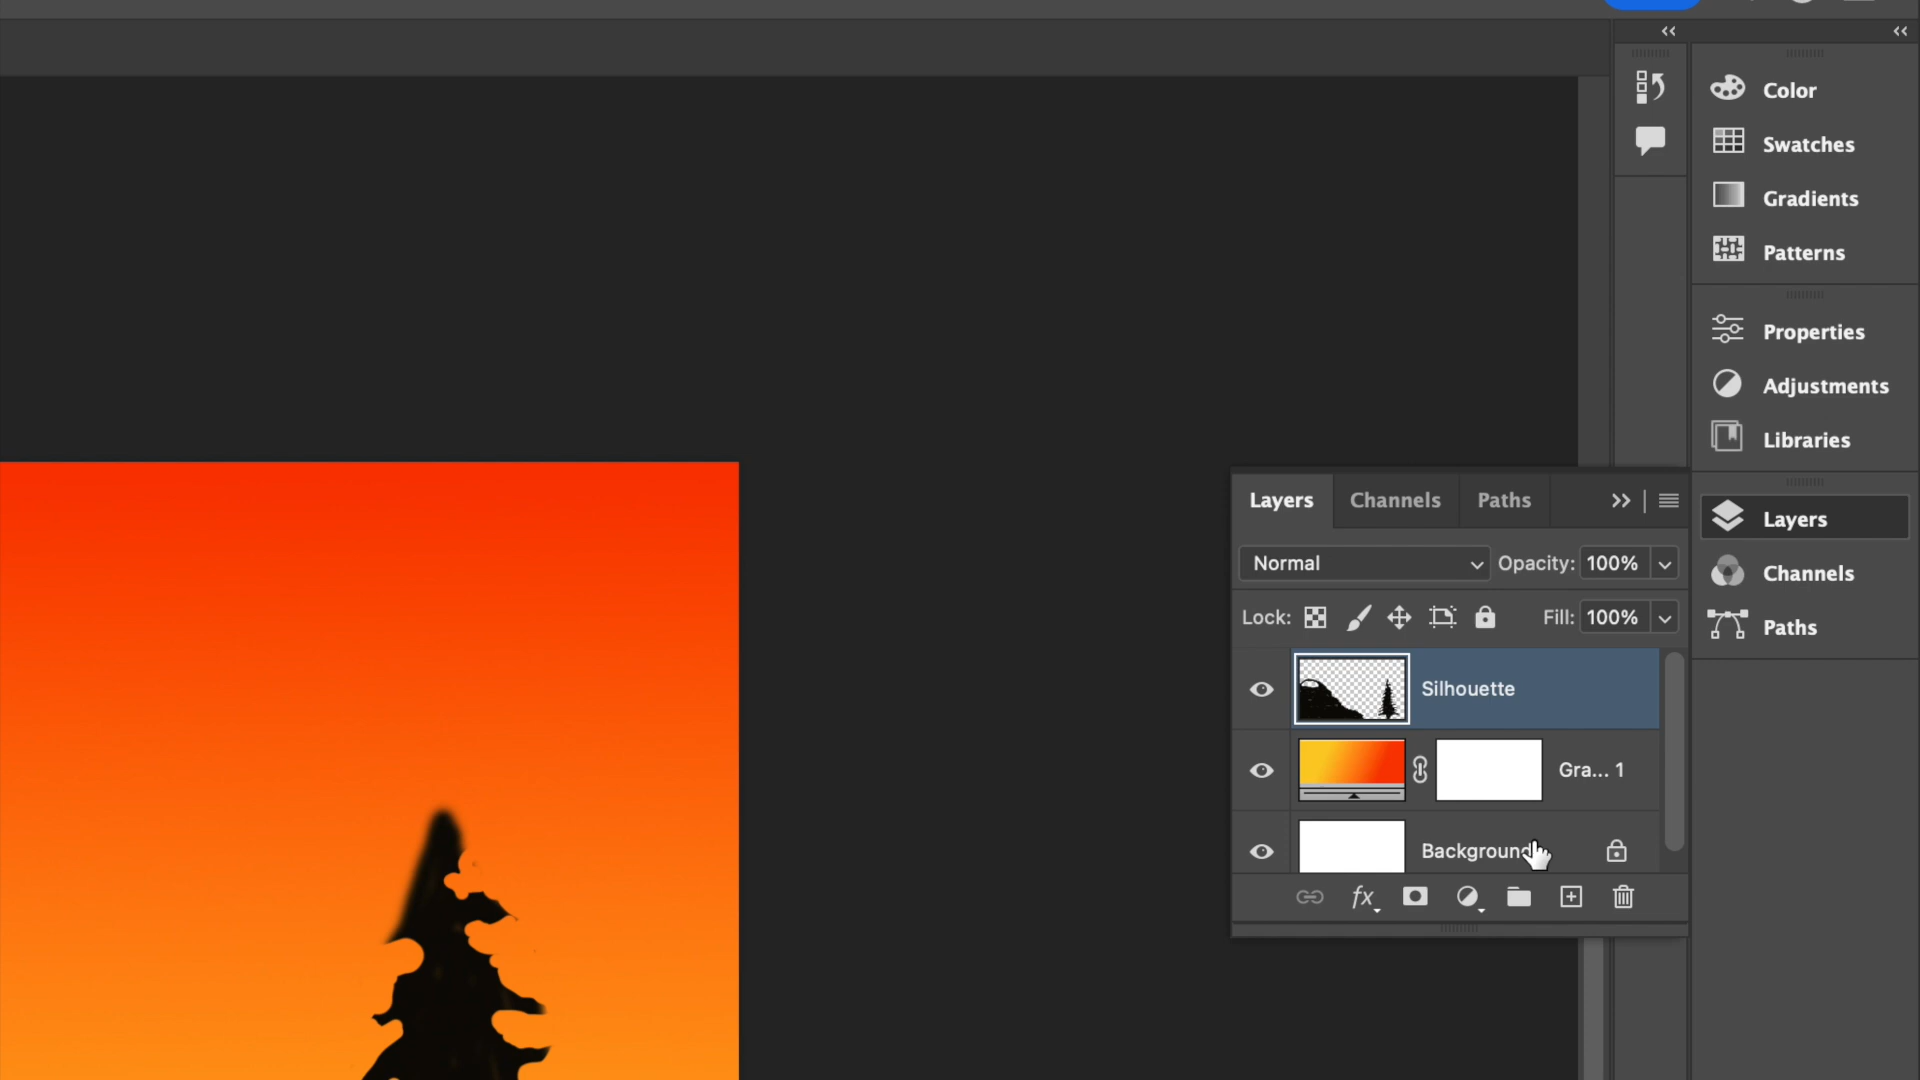 Color
Swatches
Gradients
Patterns
Properties
Adjustments
Libraries
Layers
Channels
Paths
Layers Channels Paths
Normal Opacity: 100%
Lock: Fill: 100%
Silhouette
Gra... 1
Background
fx